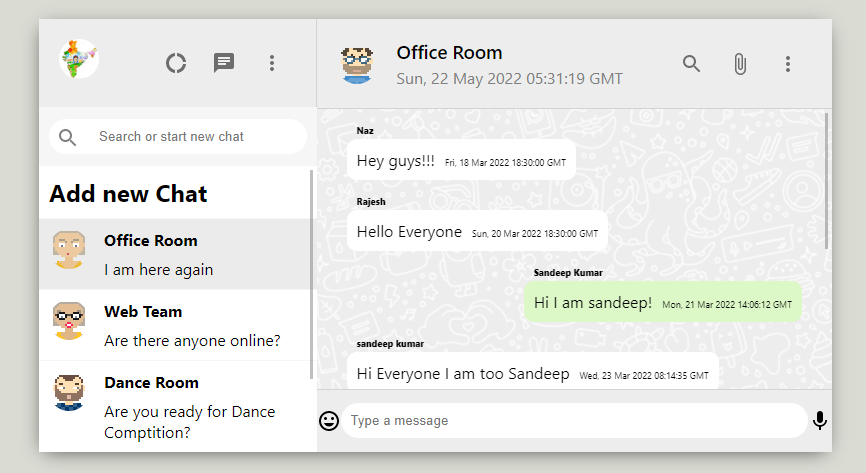 Office Room
Sun, 22 May 2022 05:31:19 GMT
Search or start new chat
Add new Chat
Office Room
I am here again
Web Team
Are there anyone online?
Dance Room
Are you ready for Dance
Comptition?
Naz
Hey guys!!! Fri, 18 Mar 2022 18:30:00 GMT
Rajesh
Hello Everyone Sun, 20 Mar 2022 18:30:00 GMT
Sandeep Kumar
Hi I am sandeep! Mon, 21 Mar 2022 14:06:12 GMT
sandeep kumar
Hi Everyone I am too Sandeep Wed, 23 Mar 2022 08:14:35 GMT
Type a message